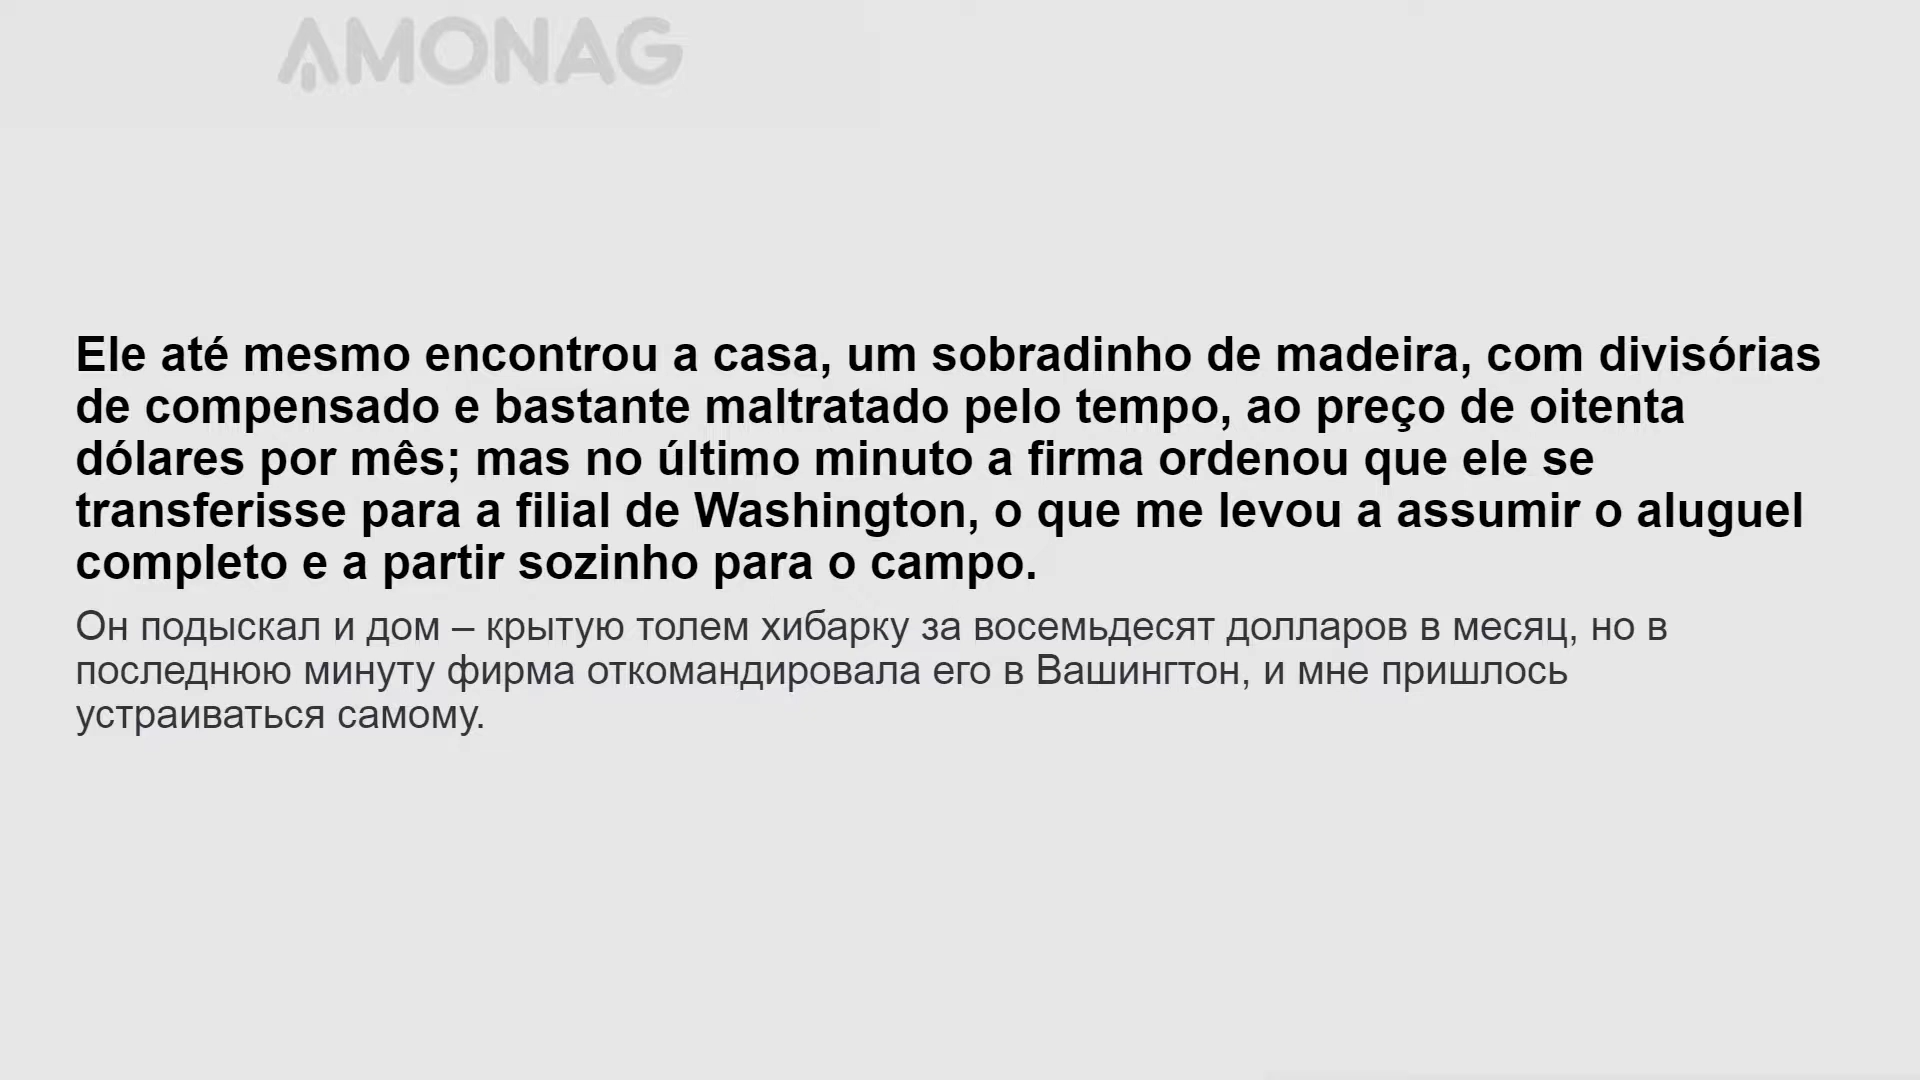 AMONAG
Ele até mesmo encontrou a casa, um sobradinho de madeira, com divisórias
de compensado e bastante maltratado pelo tempo, ao preço de oitenta
dólares por mês; mas no último minuto a firma ordenou que ele se
transferisse para a filial de Washington, o que me levou a assumir o aluguel
completo e a partir sozinho para o campo.
Он подыскал и дом – крытую толем хибарку за восемьдесят долларов в месяц, но в
последнюю минуту фирма откомандировала его в Вашингтон, и мне пришлось
устраиваться самому.